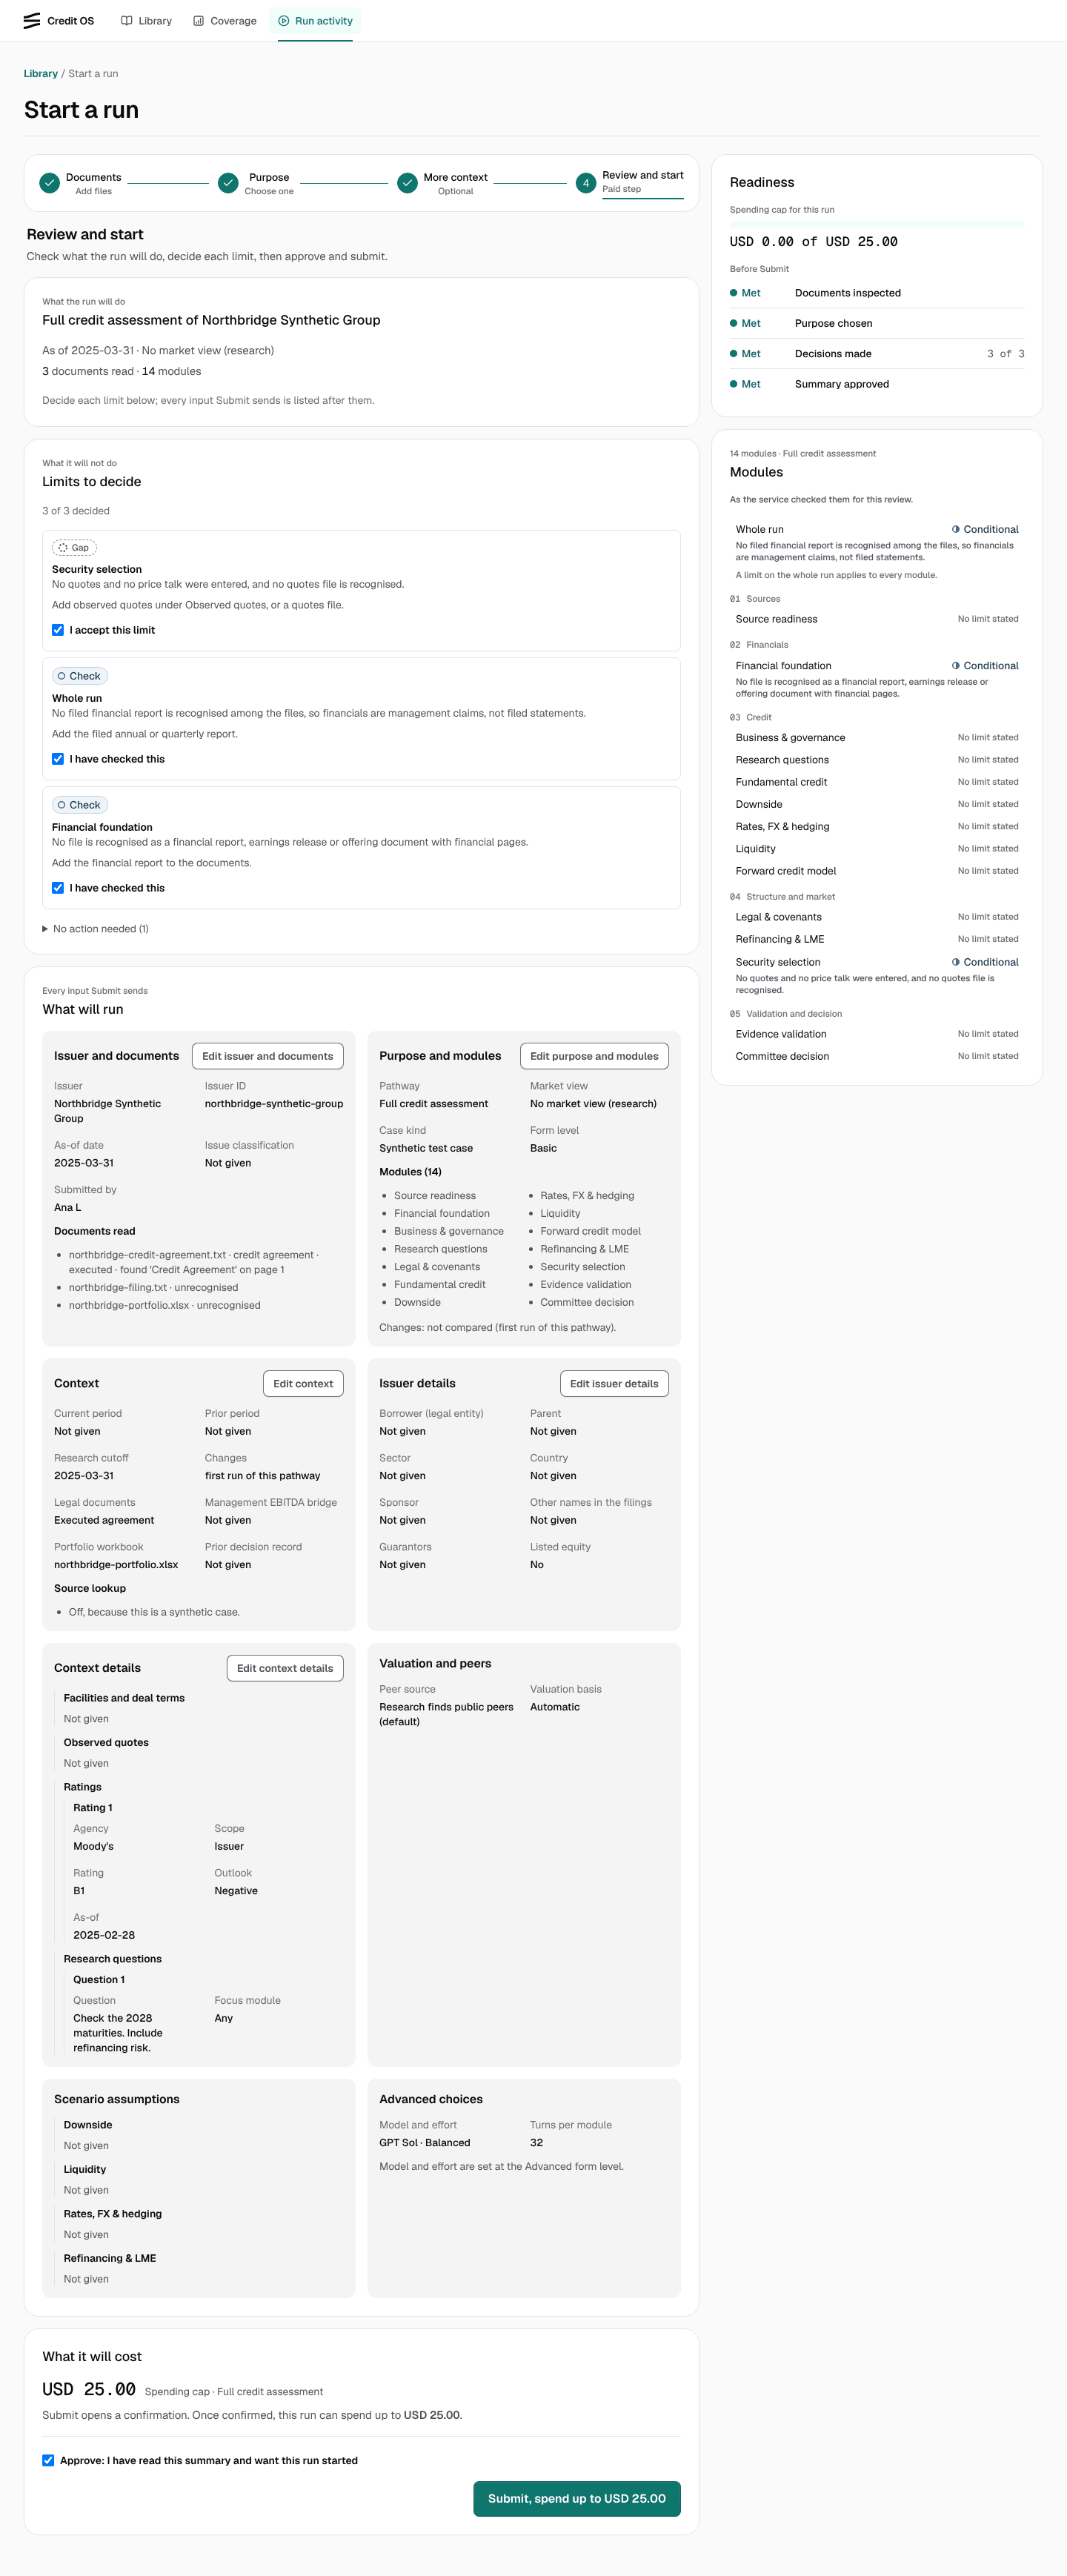 Credit OS
Library
Coverage
Run activity
Library / Start a run
Start a run
Documents
Add files
Purpose
Choose one
More context
Optional
4
Review and start
Paid step
Review and start
Check what the run will do, decide each limit, then approve and submit.
What the run will do
Full credit assessment of Northbridge Synthetic Group
As of 2025-03-31 · No market view (research)
3 documents read · 14 modules
Decide each limit below; every input Submit sends is listed after them.
What it will not do
Limits to decide
3 of 3 decided
Gap
Security selection
No quotes and no price talk were entered, and no quotes file is recognised.
Add observed quotes under Observed quotes, or a quotes file.
I accept this limit
Check
Whole run
No filed financial report is recognised among the files, so financials are management claims, not filed statements.
Add the filed annual or quarterly report.
I have checked this
Check
Financial foundation
No file is recognised as a financial report, earnings release or offering document with financial pages.
Add the financial report to the documents.
I have checked this
No action needed (1)
Every input Submit sends
What will run
Issuer and documents
Edit issuer and documents
Issuer
Issuer ID
Northbridge Synthetic
Group
northbridge-synthetic-group
As-of date
Issue classification
2025-03-31
Not given
Submitted by
Ana L
Documents read
northbridge-credit-agreement.txt · credit agreement ·
executed · found 'Credit Agreement' on page 1
northbridge-filing.txt · unrecognised
northbridge-portfolio.xlsx · unrecognised
Purpose and modules
Edit purpose and modules
Pathway
Market view
Full credit assessment
No market view (research)
Case kind
Form level
Synthetic test case
Basic
Modules (14)
Source readiness
Financial foundation
Business & governance
Research questions
Legal & covenants
Fundamental credit
Downside
Rates, FX & hedging
Liquidity
Forward credit model
Refinancing & LME
Security selection
Evidence validation
Committee decision
Changes: not compared (first run of this pathway).
Context
Edit context
Current period
Prior period
Not given
Not given
Research cutoff
Changes
2025-03-31
first run of this pathway
Legal documents
Management EBITDA bridge
Executed agreement
Not given
Portfolio workbook
Prior decision record
northbridge-portfolio.xlsx
Not given
Source lookup
Off, because this is a synthetic case.
Issuer details
Edit issuer details
Borrower (legal entity)
Parent
Not given
Not given
Sector
Country
Not given
Not given
Sponsor
Other names in the filings
Not given
Not given
Guarantors
Listed equity
Not given
No
Context details
Edit context details
Facilities and deal terms
Not given
Observed quotes
Not given
Ratings
Rating 1
Agency
Scope
Moody's
Issuer
Rating
Outlook
B1
Negative
As-of
2025-02-28
Research questions
Question 1
Question
Focus module
Check the 2028
maturities. Include
refinancing risk.
Any
Valuation and peers
Peer source
Valuation basis
Research finds public peers
(default)
Automatic
Scenario assumptions
Downside
Not given
Liquidity
Not given
Rates, FX & hedging
Not given
Refinancing & LME
Not given
Advanced choices
Model and effort
Turns per module
GPT Sol · Balanced
32
Model and effort are set at the Advanced form level.
What it will cost
USD 25.00 Spending cap · Full credit assessment
Submit opens a confirmation. Once confirmed, this run can spend up to USD 25.00.
Approve: I have read this summary and want this run started
Submit, spend up to USD 25.00
Readiness
Spending cap for this run
USD 0.00 of USD 25.00
Before Submit
Met Documents inspected
Met Purpose chosen
Met Decisions made 3 of 3
Met Summary approved
14 modules · Full credit assessment
Modules
As the service checked them for this review.
Whole run Conditional
No filed financial report is recognised among the files, so financials
are management claims, not filed statements.
A limit on the whole run applies to every module.
01 Sources
Source readiness No limit stated
02 Financials
Financial foundation Conditional
No file is recognised as a financial report, earnings release or
offering document with financial pages.
03 Credit
Business & governance No limit stated
Research questions No limit stated
Fundamental credit No limit stated
Downside No limit stated
Rates, FX & hedging No limit stated
Liquidity No limit stated
Forward credit model No limit stated
04 Structure and market
Legal & covenants No limit stated
Refinancing & LME No limit stated
Security selection Conditional
No quotes and no price talk were entered, and no quotes file is
recognised.
05 Validation and decision
Evidence validation No limit stated
Committee decision No limit stated